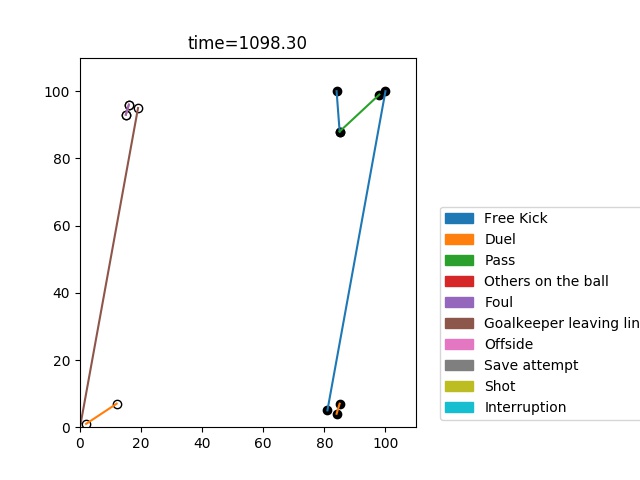 time=1098.30
100
80
60
40
20
0
0
20
40
60
80
100
Free Kick
Duel
Pass
Others on the ball
Foul
Goalkeeper leaving lin
Offside
Save attempt
Shot
Interruption